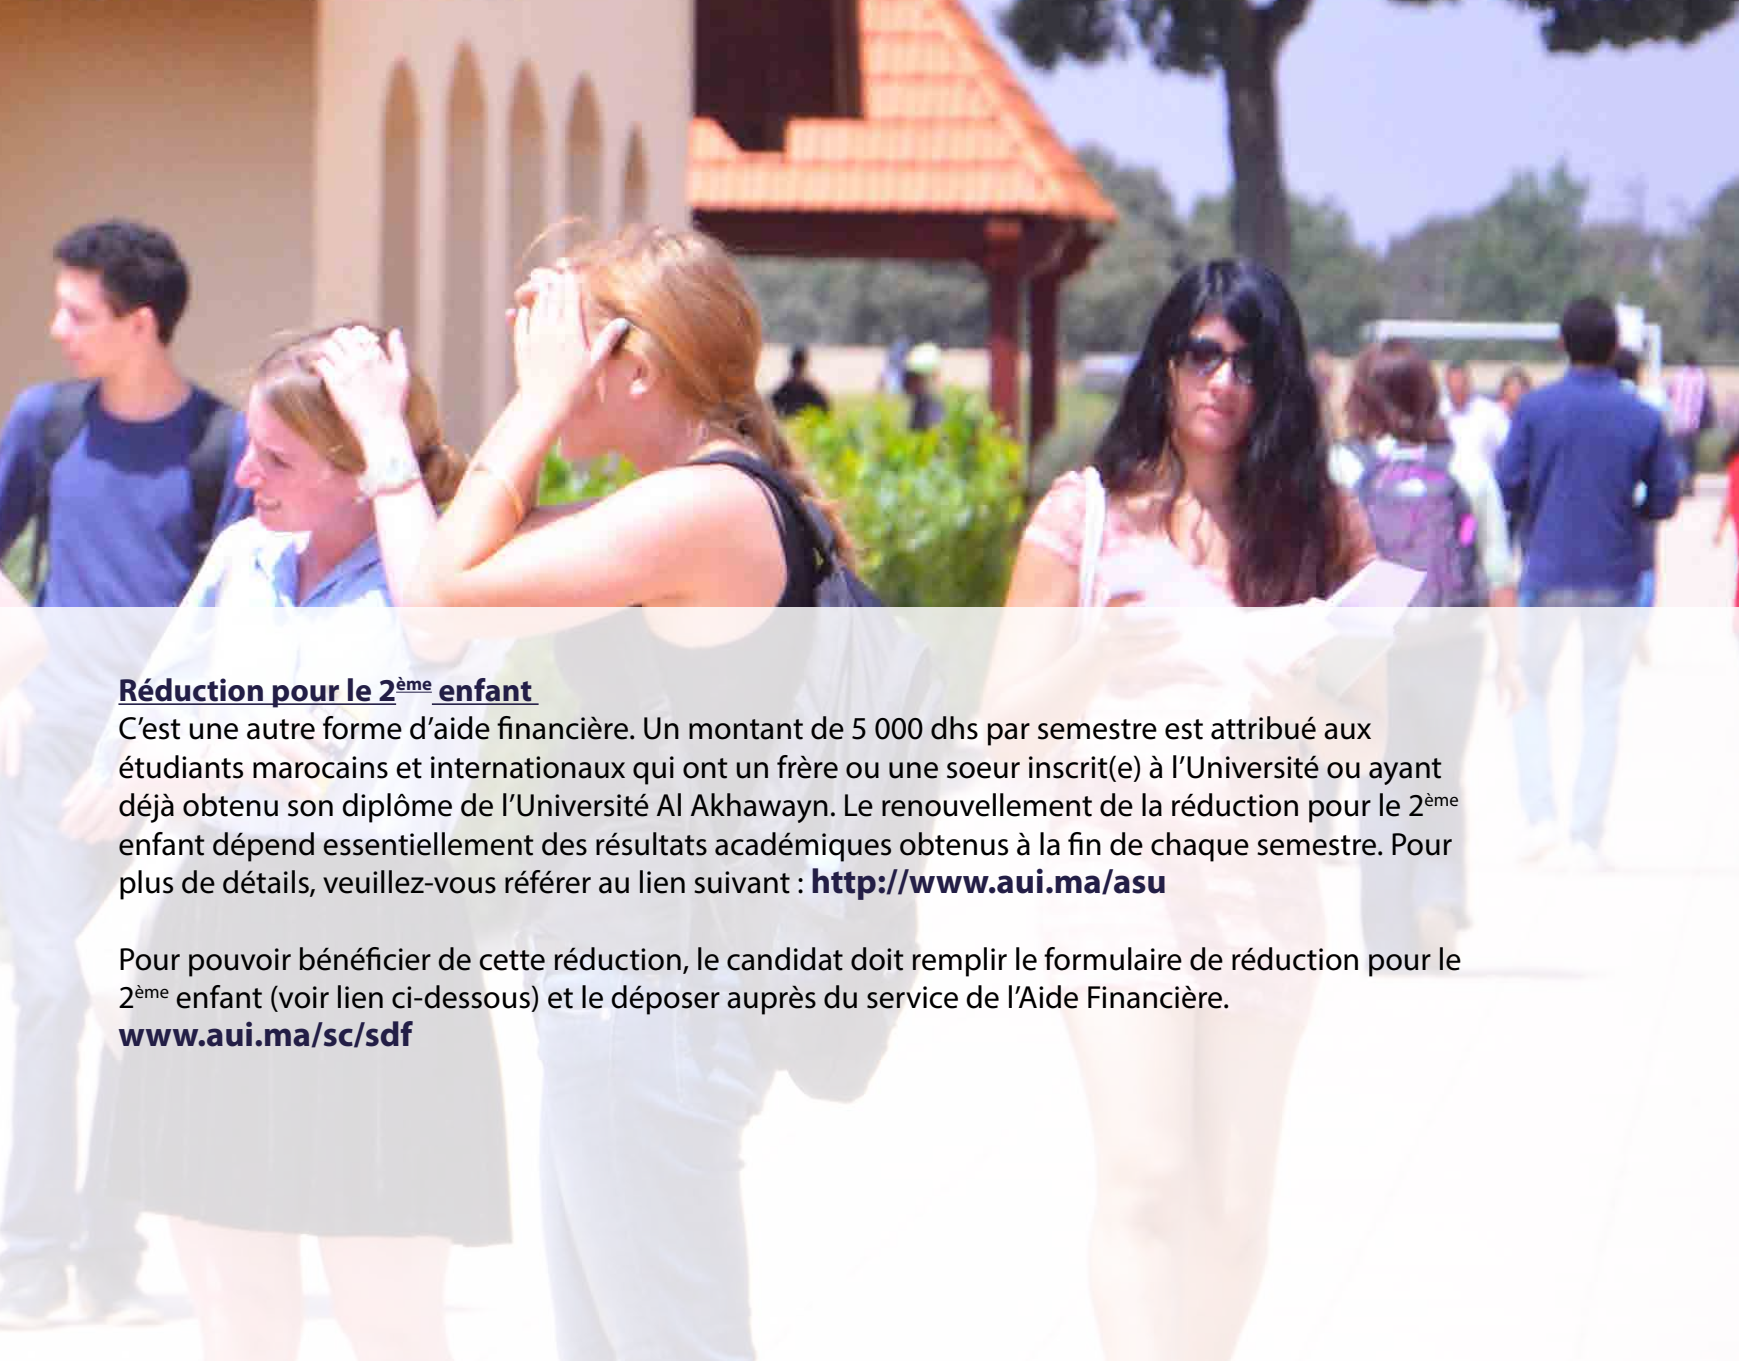 Réduction pour le 2ème enfant
C’est une autre forme d’aide financière. Un montant de 5 000 dhs par semestre est attribué aux
étudiants marocains et internationaux qui ont un frère ou une soeur inscrit(e) à l’Université ou ayant
déjà obtenu son diplôme de l’Université Al Akhawayn. Le renouvellement de la réduction pour le 2ème
enfant dépend essentiellement des résultats académiques obtenus à la fin de chaque semestre. Pour
plus de détails, veuillez-vous référer au lien suivant : http://www.aui.ma/asu
Pour pouvoir bénéficier de cette réduction, le candidat doit remplir le formulaire de réduction pour le
2ème enfant (voir lien ci-dessous) et le déposer auprès du service de l’Aide Financière.
www.aui.ma/sc/sdf